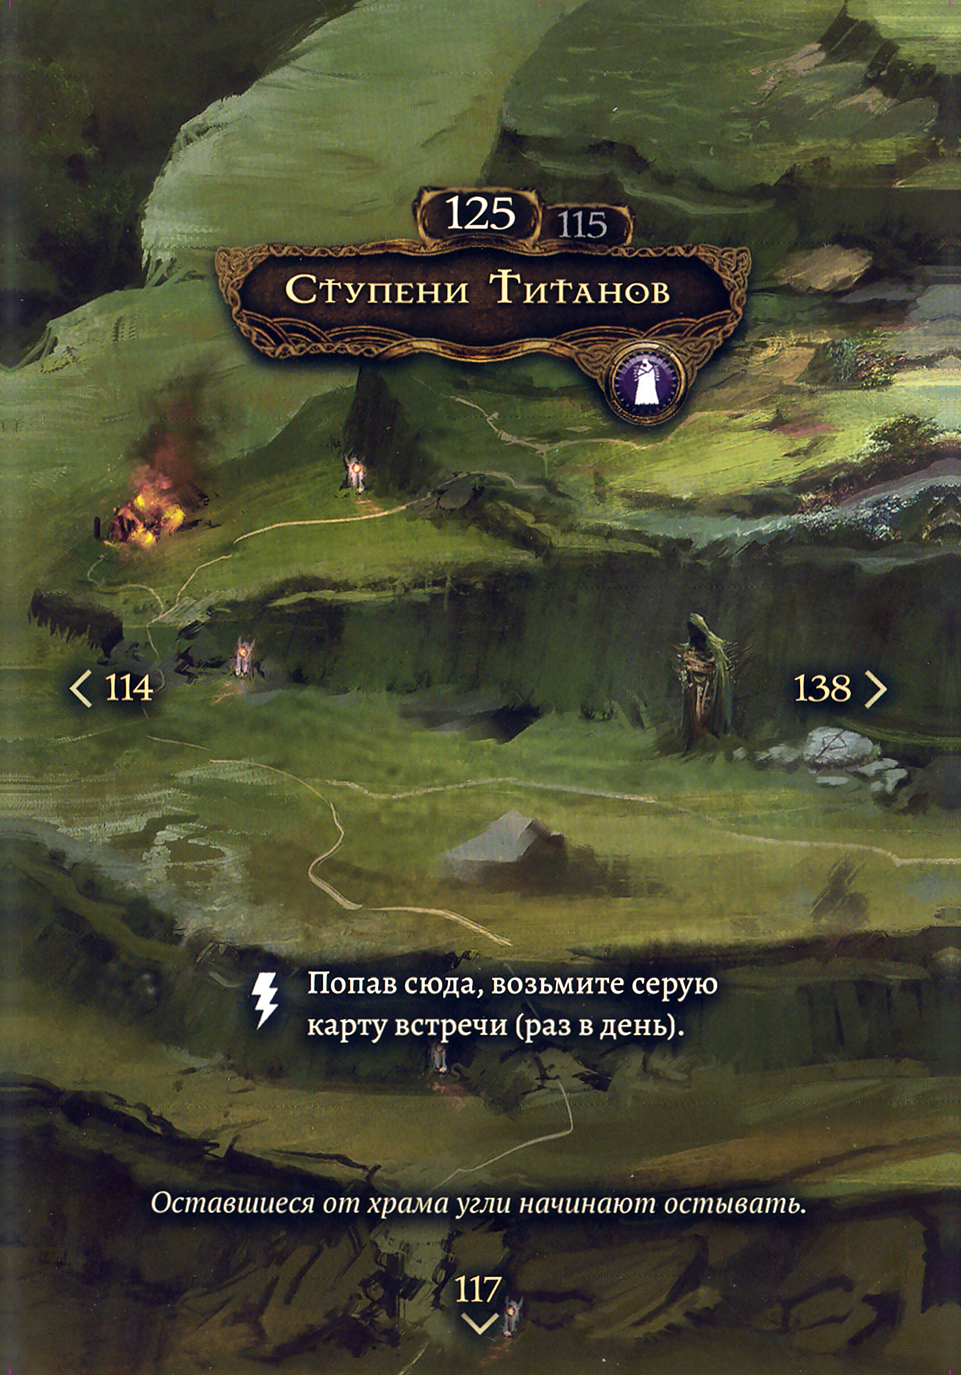 125 115
Ступени Титанов
114
138
Попав сюда, возьмите серую
карту встречи (раз в день).
Оставшиеся от храма угли начинают остывать.
117